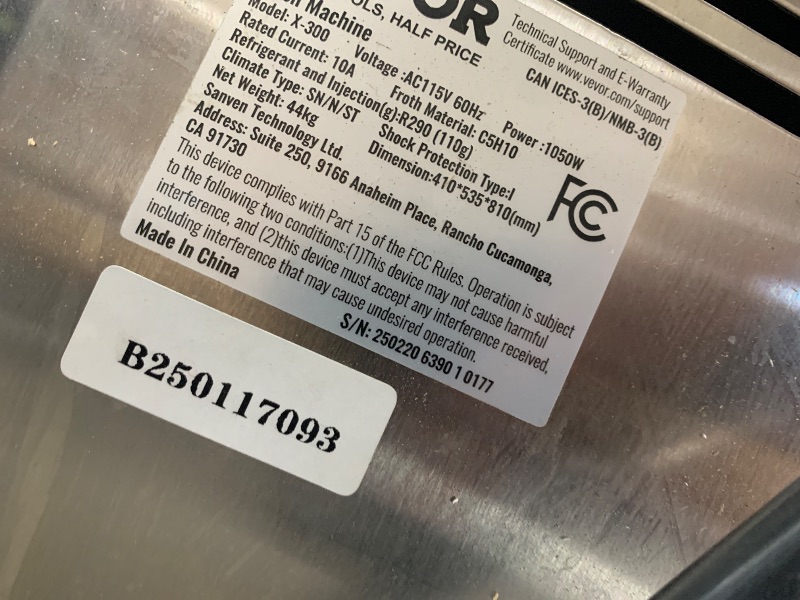 OR
OLS, HALF PRICE
Technical Support and E-Warranty
Certificate www.vevor.com/support
CAN ICES-3(B)/NMB-3(B)
Machine
Model: X-300
Voltage :AC115V 60Hz
Power :1050W
Rated Current: 10A
Froth Material: C5H10
Refrigerant and Injection(g):R290 (110g)
Climate Type: SN/N/ST
Shock Protection Type:I
Net Weight: 44kg
Dimension:410*535*810(mm)
Sanven Technology Ltd.
Address: Suite 250, 9166 Anaheim Place, Rancho Cucamonga,
CA 91730
FCC
This device complies with Part 15 of the FCC Rules. Operation is subject
to the following two conditions:(1)This device may not cause harmful
interference, and (2)this device must accept any interference received,
including interference that may cause undesired operation.
Made In China
S/N: 250220 6390 1 0177
B250117093